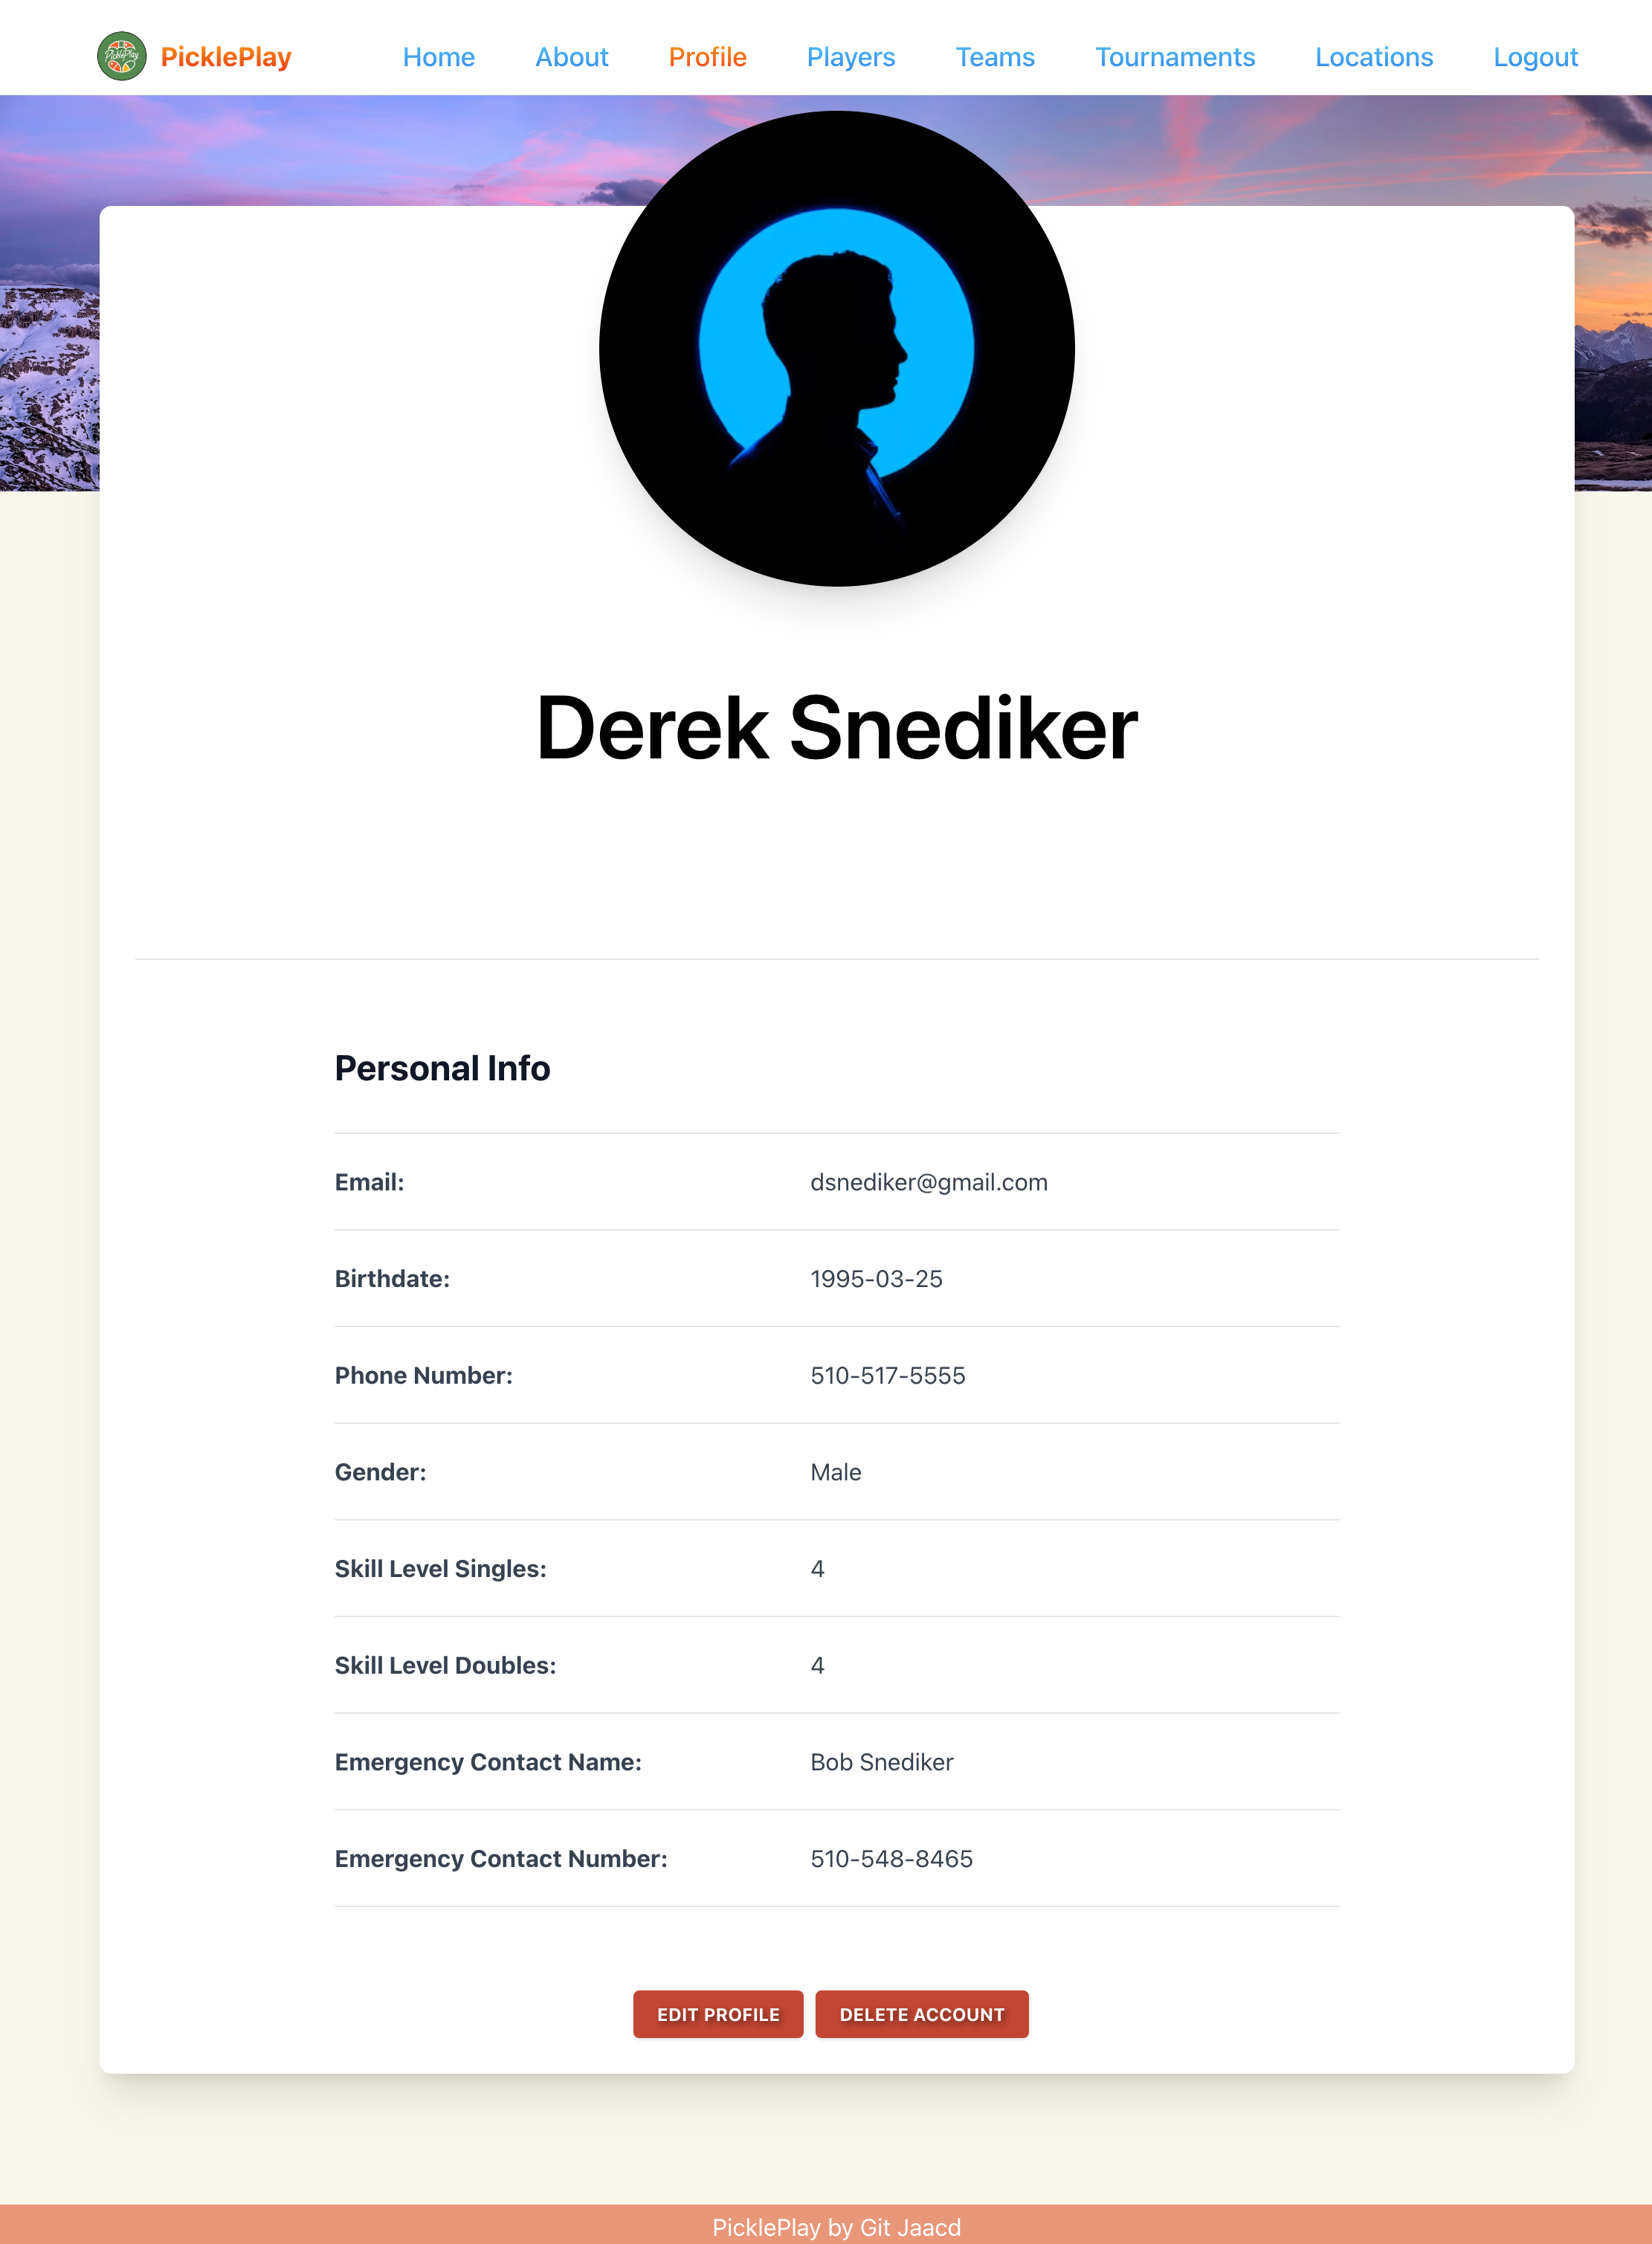 PicklePlay
PicklePlay Home About Profile Players Teams Tournaments Locations Logout
Derek Snediker
Personal Info
Email: dsnediker@gmail.com
Birthdate: 1995-03-25
Phone Number: 510-517-5555
Gender: Male
Skill Level Singles: 4
Skill Level Doubles: 4
Emergency Contact Name: Bob Snediker
Emergency Contact Number: 510-548-8465
EDIT PROFILE DELETE ACCOUNT
PicklePlay by Git Jaacd